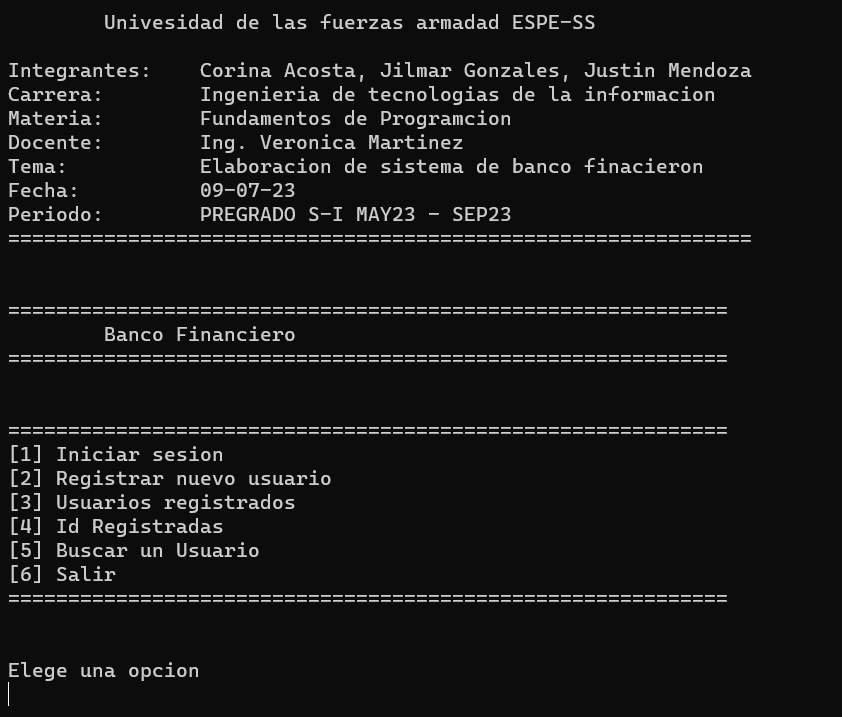 Univesidad de las fuerzas armadad ESPE-SS
Integrantes: Corina Acosta, Jilmar Gonzales, Justin Mendoza
Carrera: Ingenieria de tecnologias de la informacion
Materia: Fundamentos de Programcion
Docente: Ing. Veronica Martinez
Tema: Elaboracion de sistema de banco finacieron
Fecha: 09-07-23
Periodo: PREGRADO S-I MAY23 - SEP23
==============================================================
============================================================
Banco Financiero
============================================================
============================================================
[1] Iniciar sesion
[2] Registrar nuevo usuario
[3] Usuarios registrados
[4] Id Registradas
[5] Buscar un Usuario
[6] Salir
============================================================
Elege una opcion